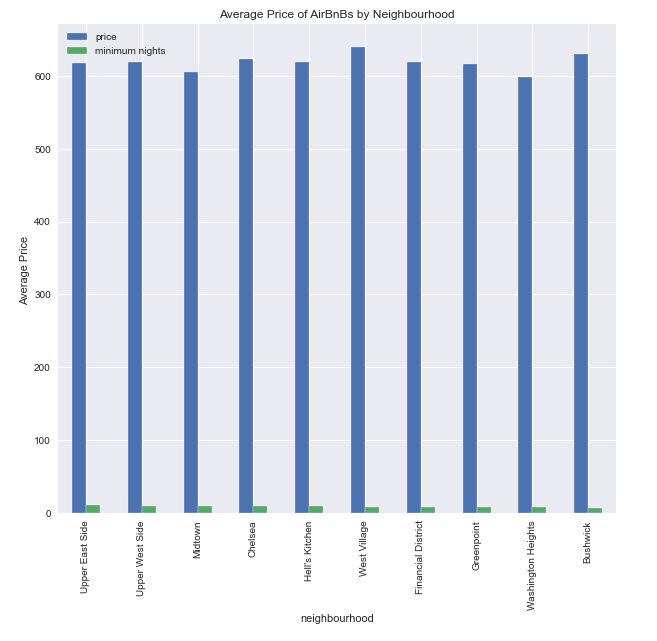 Average Price of AirBnBs by Neighbourhood
price
minimum nights
Average Price
600
500
400
300
200
100
0
Upper East Side
Upper West Side
Midtown
Chelsea
Hell's Kitchen
West Village
Financial District
Greenpoint
Washington Heights
Bushwick
neighbourhood